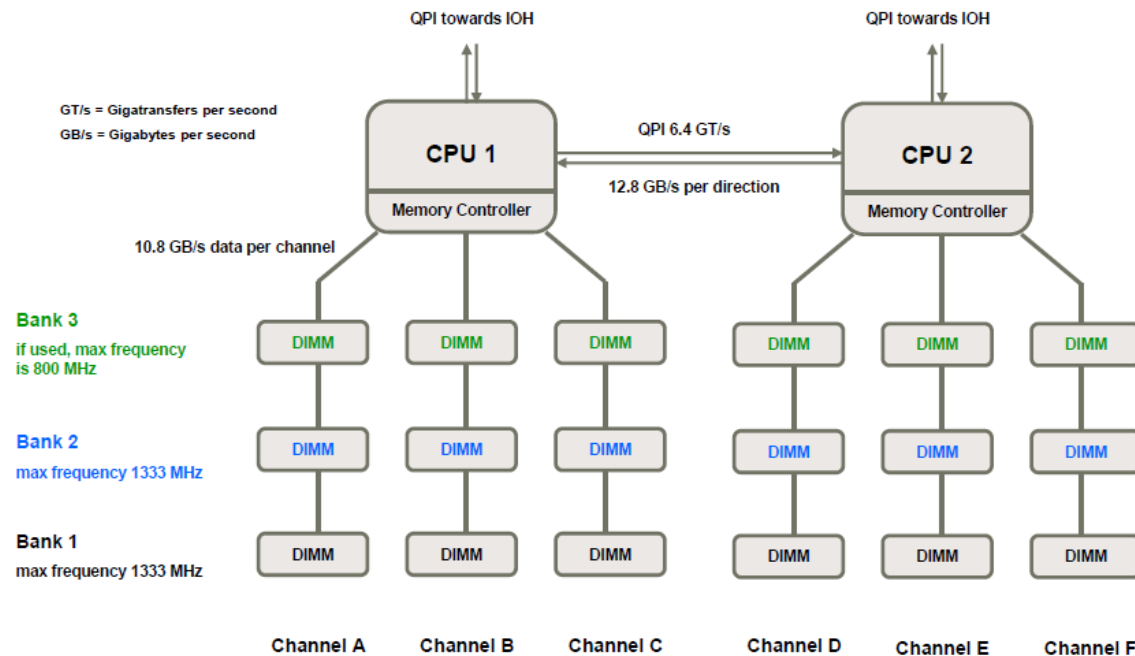 QPI towards IOH
QPI towards IOH
GT/s = Gigatransfers per second
GB/s = Gigabytes per second
QPI 6.4 GT/s
CPU 1
CPU 2
12.8 GB/s per direction
Memory Controller
Memory Controller
10.8 GB/s data per channel
Bank 3
if used, max frequency
is 800 MHz
DIMM
DIMM
DIMM
DIMM
DIMM
DIMM
Bank 2
max frequency 1333 MHz
DIMM
DIMM
DIMM
DIMM
DIMM
DIMM
Bank 1
max frequency 1333 MHz
DIMM
DIMM
DIMM
DIMM
DIMM
DIMM
Channel A
Channel B
Channel C
Channel D
Channel E
Channel F